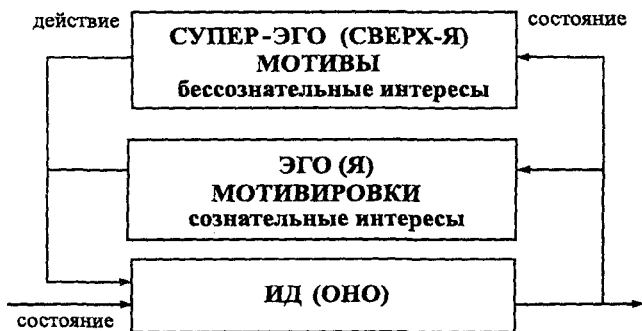 действие
состояние
СУПЕР-ЭГО (СВЕРХ-Я)
МОТИВЫ
бессознательные интересы
ЭГО (Я)
МОТИВИРОВКИ
сознательные интересы
ИД (ОНО)
состояние